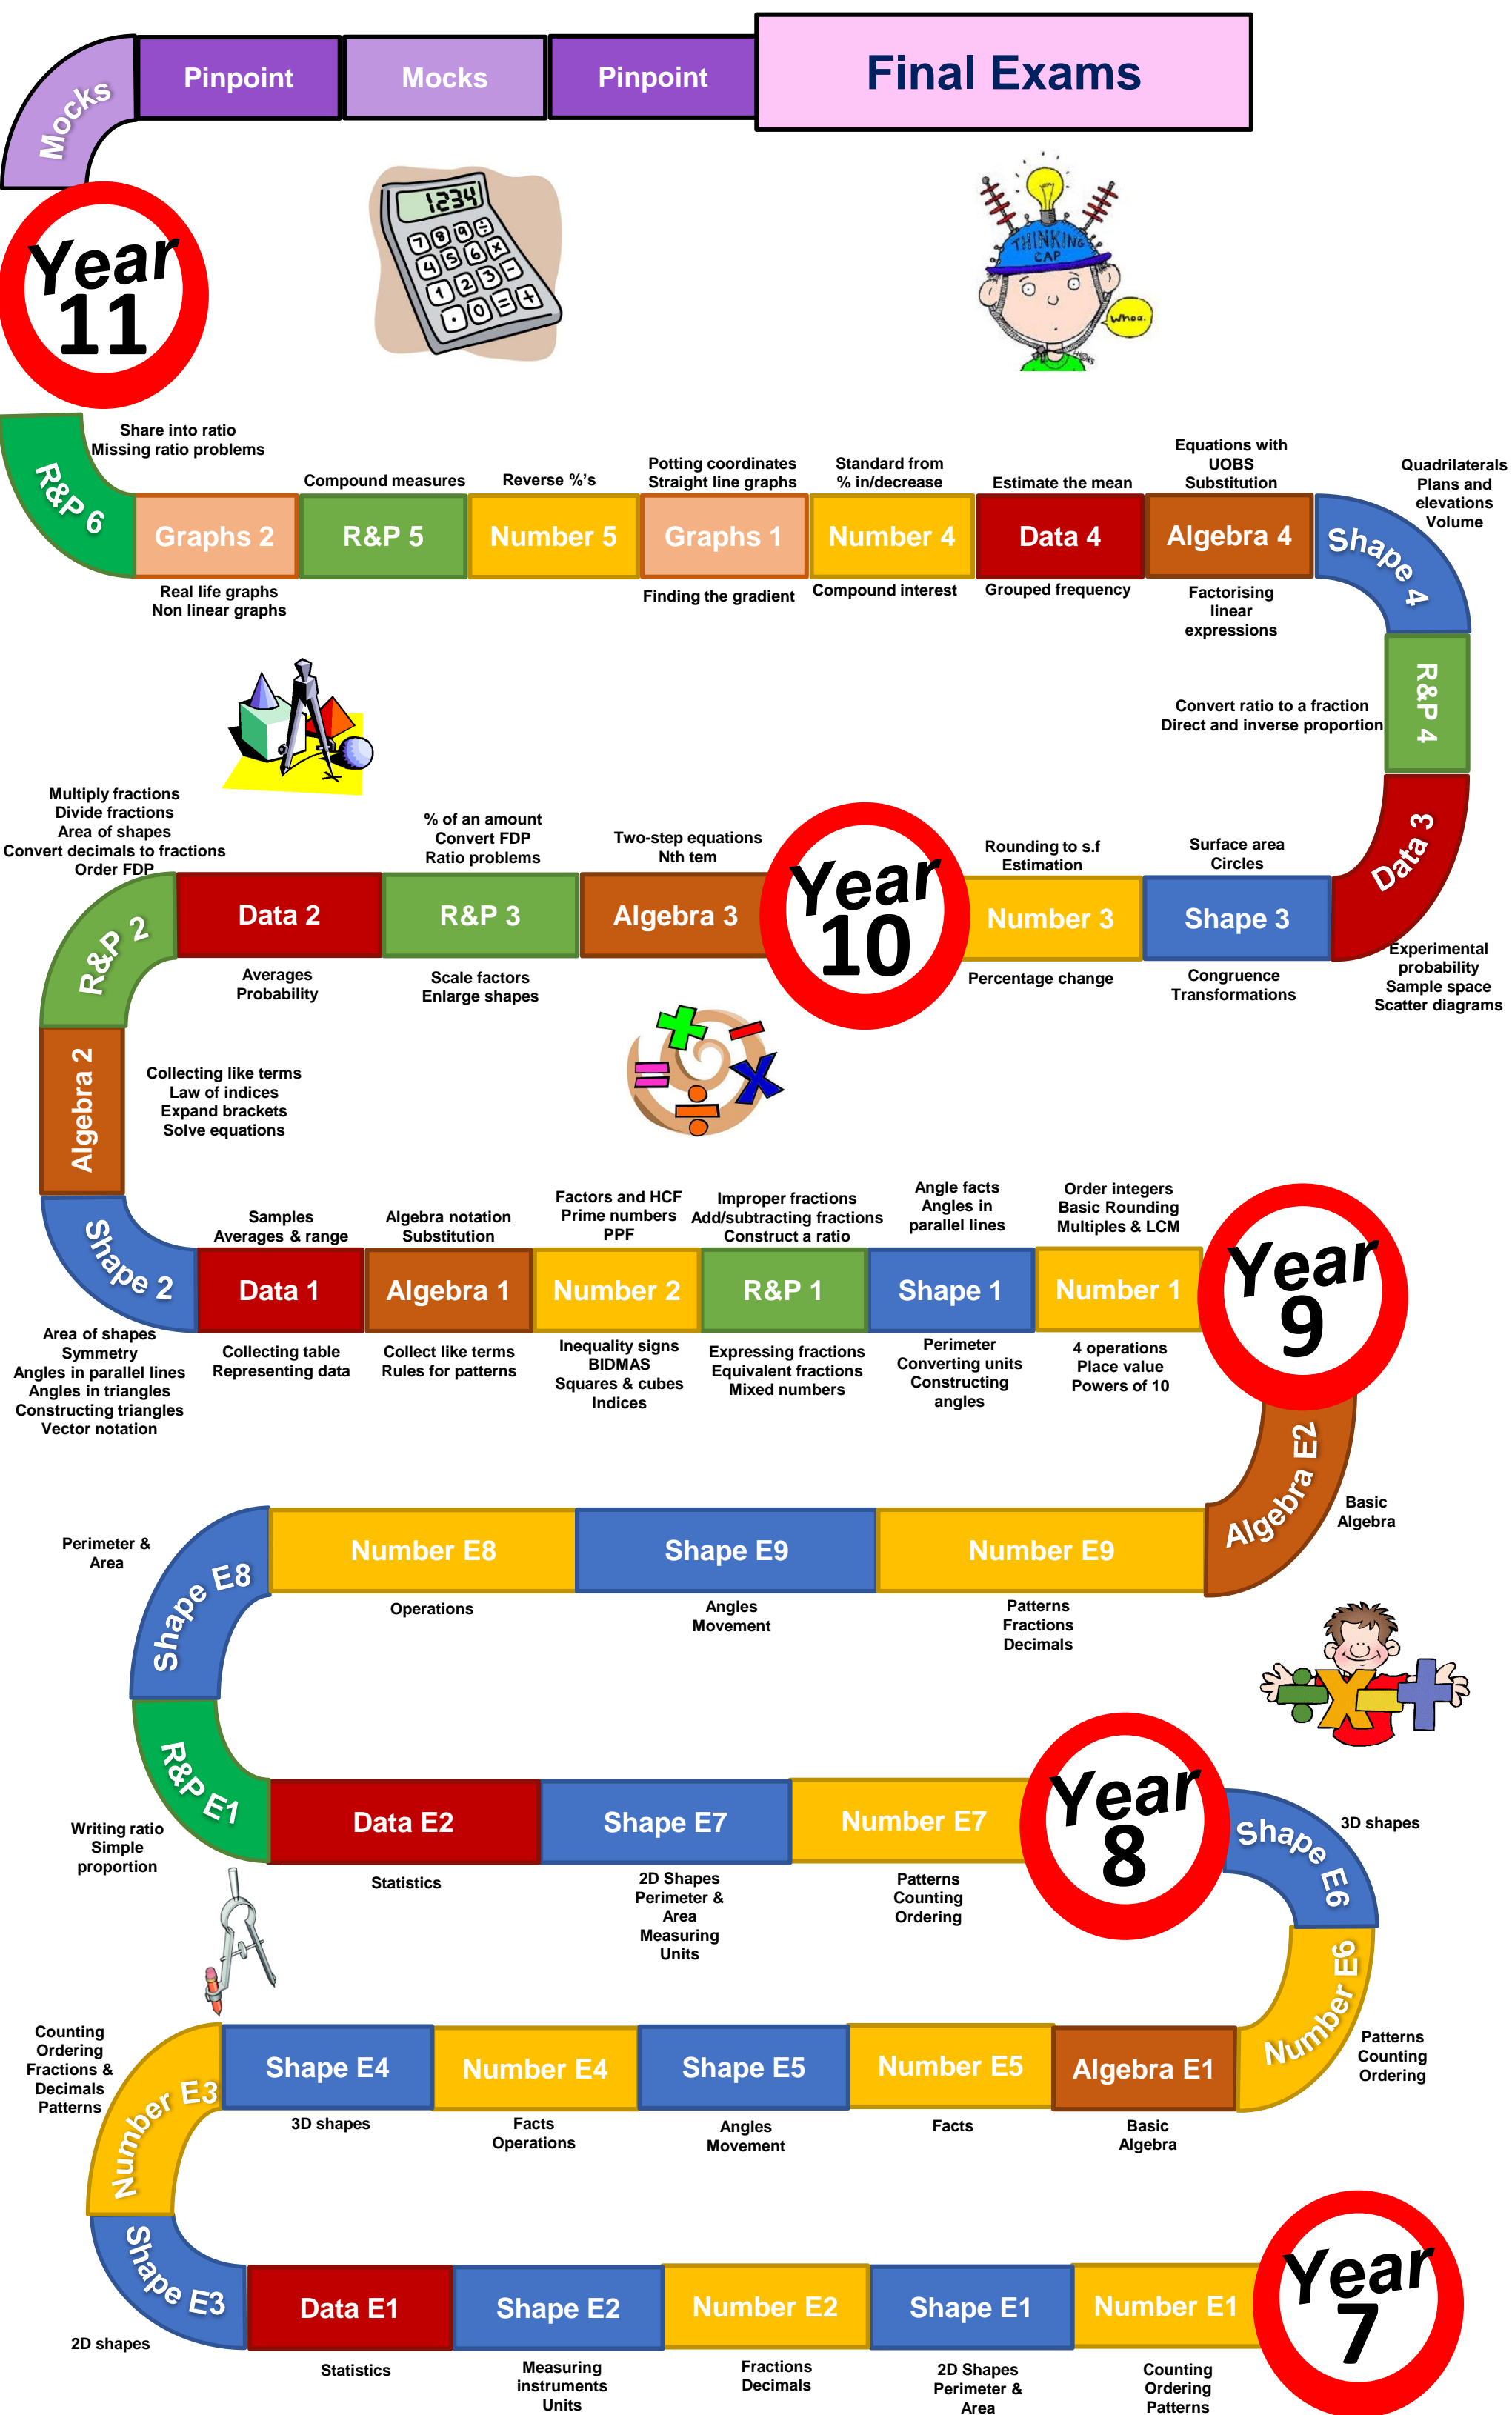 Final Exams
Pinpoint
Mocks
Pinpoint
Mocks
1234
7 8 9 ÷
4 5 6 x
1 2 3 -
. 0 = +
THINKING
CAP
Whoa.
Year
11
Share into ratio
Missing ratio problems
R&P 6
Graphs 2
Real life graphs
Non linear graphs
Compound measures
R&P 5
Reverse %'s
Number 5
Potting coordinates
Straight line graphs
Graphs 1
Finding the gradient
Standard from
% in/decrease
Number 4
Compound interest
Estimate the mean
Data 4
Grouped frequency
Equations with
UOBS
Substitution
Algebra 4
Factorising
linear
expressions
Quadrilaterals
Plans and
elevations
Volume
Shape 4
R&P 4
Convert ratio to a fraction
Direct and inverse proportion
Data 3
Experimental
probability
Sample space
Scatter diagrams
Surface area
Circles
Shape 3
Congruence
Transformations
Rounding to s.f
Estimation
Number 3
Percentage change
Year
10
Two-step equations
Nth tem
Algebra 3
% of an amount
Convert FDP
Ratio problems
R&P 3
Scale factors
Enlarge shapes
Data 2
Averages
Probability
Multiply fractions
Divide fractions
Area of shapes
Convert decimals to fractions
Order FDP
R&P 2
Algebra 2
Collecting like terms
Law of indices
Expand brackets
Solve equations
Shape 2
Area of shapes
Symmetry
Angles in parallel lines
Angles in triangles
Constructing triangles
Vector notation
Samples
Averages & range
Data 1
Collecting table
Representing data
Algebra notation
Substitution
Algebra 1
Collect like terms
Rules for patterns
Factors and HCF
Prime numbers
PPF
Number 2
Inequality signs
BIDMAS
Squares & cubes
Indices
Improper fractions
Add/subtracting fractions
Construct a ratio
R&P 1
Expressing fractions
Equivalent fractions
Mixed numbers
Angle facts
Angles in
parallel lines
Shape 1
Perimeter
Converting units
Constructing
angles
Order integers
Basic Rounding
Multiples & LCM
Number 1
4 operations
Place value
Powers of 10
Year
9
Algebra E2
Basic
Algebra
Number E9
Patterns
Fractions
Decimals
Shape E9
Angles
Movement
Number E8
Operations
Perimeter &
Area
Shape E8
R&P E1
Writing ratio
Simple
proportion
Data E2
Statistics
Shape E7
2D Shapes
Perimeter &
Area
Measuring
Units
Number E7
Patterns
Counting
Ordering
Year
8
Shape E6
3D shapes
Number E6
Patterns
Counting
Ordering
Algebra E1
Basic
Algebra
Number E5
Facts
Shape E5
Angles
Movement
Number E4
Facts
Operations
Shape E4
3D shapes
Counting
Ordering
Fractions &
Decimals
Patterns
Number E3
Shape E3
2D shapes
Data E1
Statistics
Shape E2
Measuring
instruments
Units
Number E2
Fractions
Decimals
Shape E1
2D Shapes
Perimeter &
Area
Number E1
Counting
Ordering
Patterns
Year
7